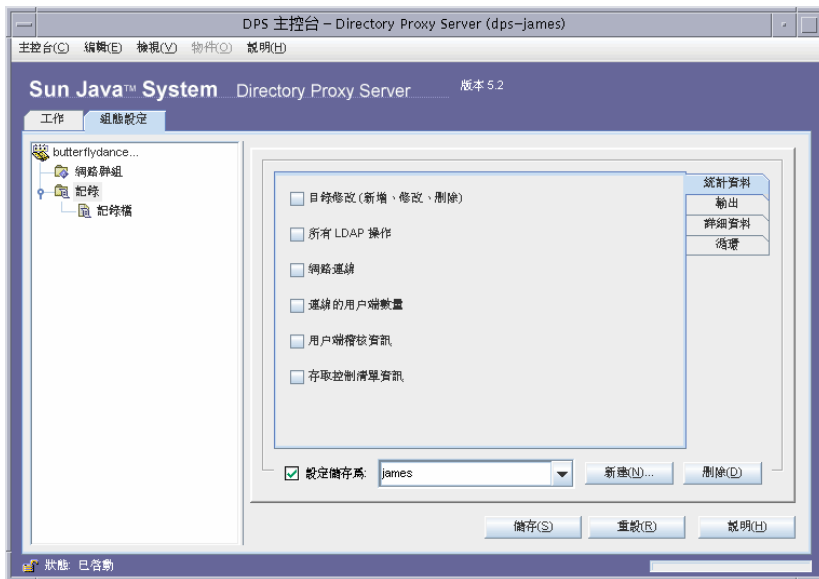 DPS 主控台 – Directory Proxy Server (dps-james)
主控台(C) 編輯(E) 檢視(V) 物件(O) 說明(H)
Sun Java™ System Directory Proxy Server 版本 5.2
工作 組態設定
butterflydance...
網路群組
記錄
記錄檔
統計資料
輸出
詳細資料
循環
目錄修改 (新增、修改、刪除)
所有 LDAP 操作
網路連線
連線的用戶端數量
用戶端稽核資訊
存取控制清單資訊
設定儲存為: james 新建(N)... 刪除(D)
儲存(S) 重設(R) 說明(H)
狀態: 已啓動